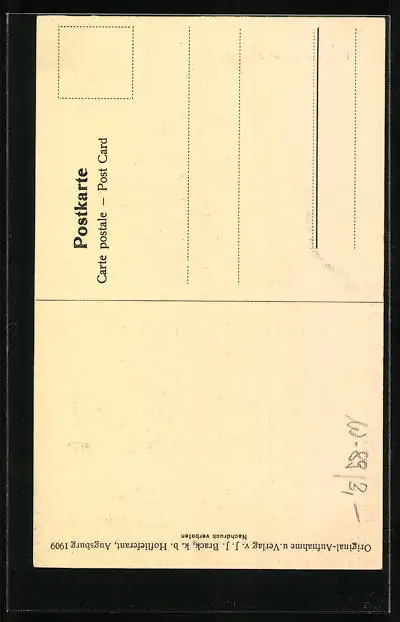 Postkarte
Carte postale – Post Card
Original-Aufnahme u. Verlag v. J. J. Brack, k. b. Hoflieferant, Augsburg 1909
Nachdruck verboten